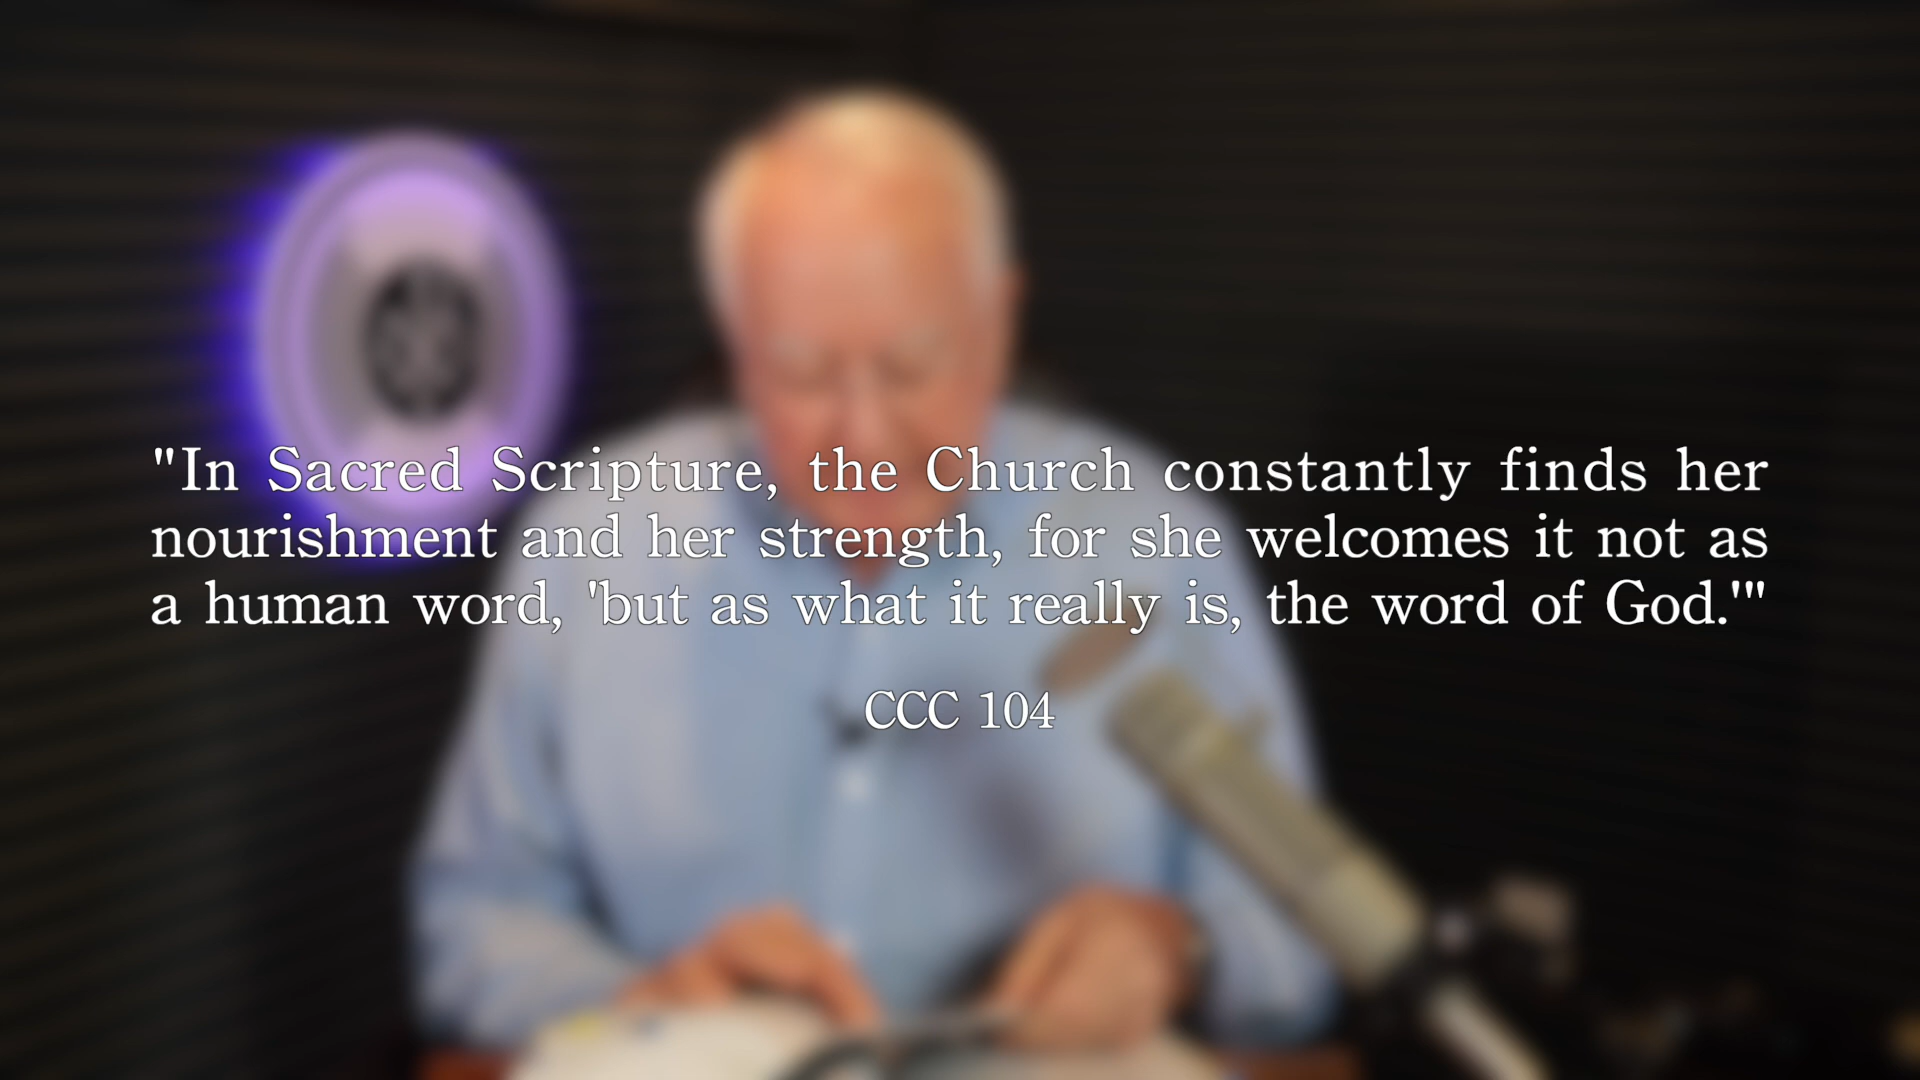 "In Sacred Scripture, the Church constantly finds her
nourishment and her strength, for she welcomes it not as
a human word, 'but as what it really is, the word of God.'"
CCC 104